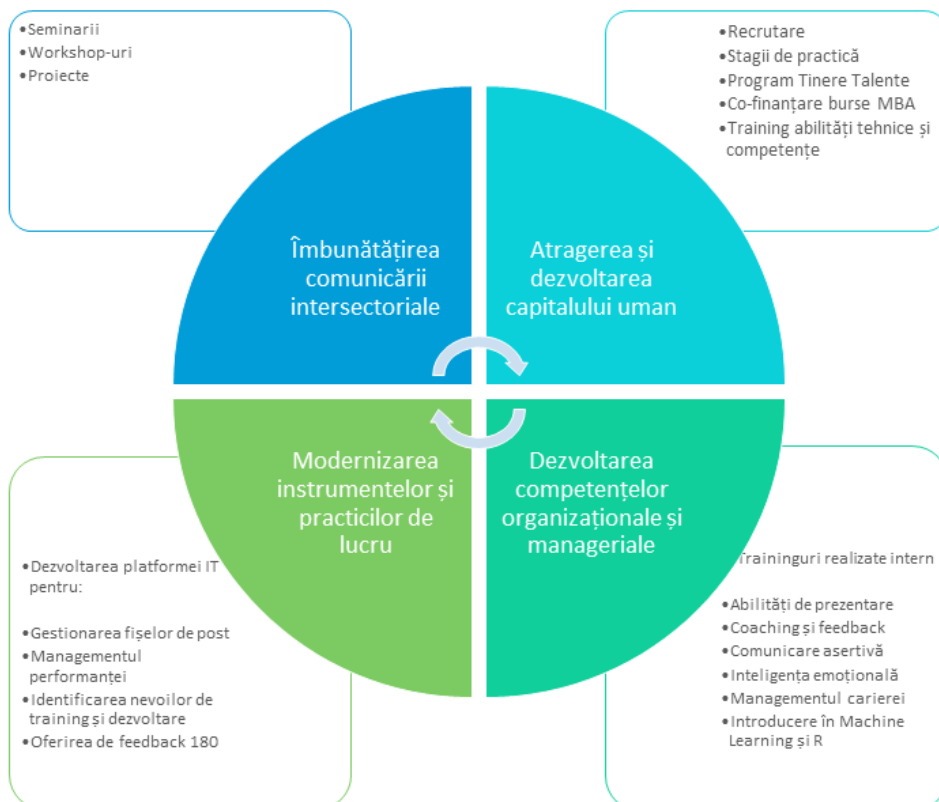 •Seminarii
•Workshop-uri
•Proiecte
•Recrutare
•Stagii de practică
•Program Tinere Talente
•Co-finanțare burse MBA
•Training abilități tehnice și
competențe
Îmbunătățirea
comunicării
intersectoriale
Atragerea și
dezvoltarea
capitalului uman
Modernizarea
instrumentelor și
practicilor de
lucru
Dezvoltarea
competențelor
organizaționale și
manageriale
•Dezvoltarea platformei IT
pentru:
•Gestionarea fișelor de post
•Managementul
performanței
•Identificarea nevoilor de
training și dezvoltare
•Oferirea de feedback 180
Traininguri realizate intern
•Abilități de prezentare
•Coaching și feedback
•Comunicare asertivă
•Inteligența emoțională
•Managementul carierei
•Introducere în Machine
Learning și R